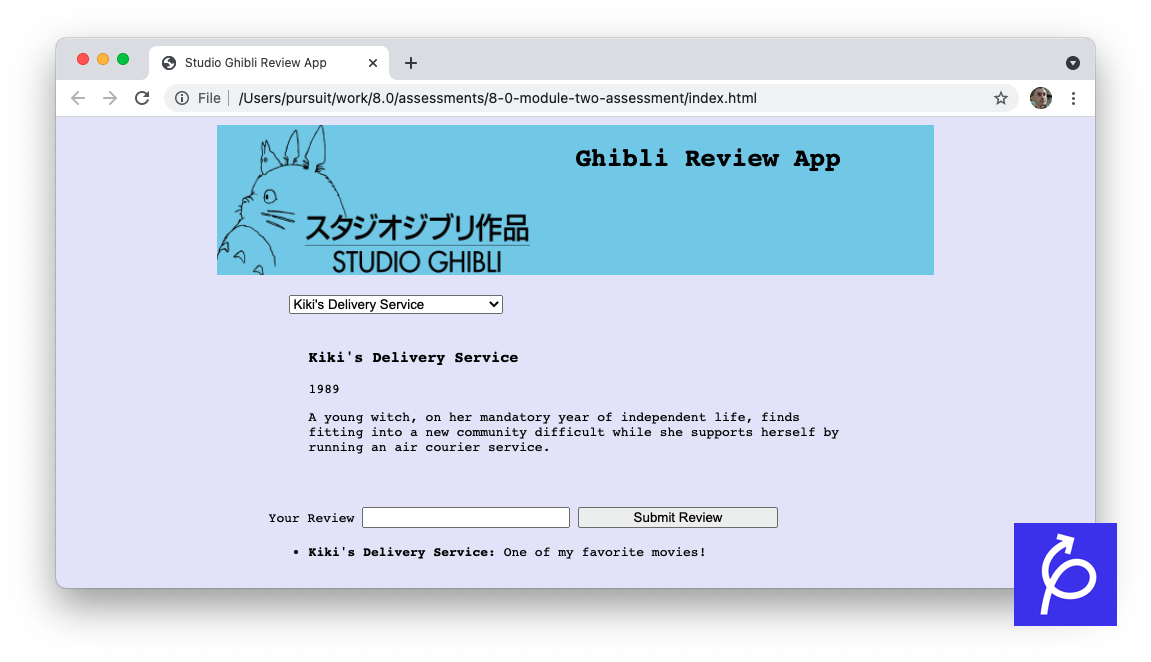 Studio Ghibli Review App
File
/Users/pursuit/work/8.0/assessments/8-0-module-two-assessment/index.html
Ghibli Review App
スタジオジブリ作品
STUDIO GHIBLI
Kiki's Delivery Service
Kiki's Delivery Service
1989
A young witch, on her mandatory year of independent life, finds
fitting into a new community difficult while she supports herself by
running an air courier service.
Your Review
Submit Review
• Kiki's Delivery Service: One of my favorite movies!